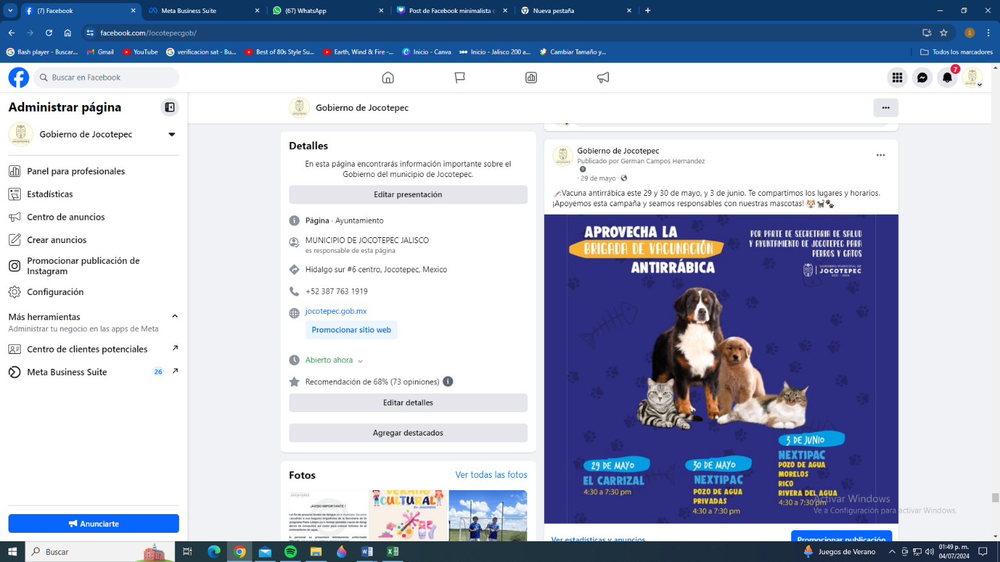 (7) Facebook
Meta Business Suite
(67) WhatsApp
Post de Facebook minimalista c
Nueva pestaña
facebook.com/Jocotepecgob/
flash player - Buscar...
Gmail
YouTube
verificacion sat - Bu...
Best of 80s Style Su...
Earth, Wind & Fire -...
Inicio - Canva
Inicio - Jalisco 200 a...
Cambiar Tamaño y...
Todos los marcadores
Buscar en Facebook
7
Administrar página
Gobierno de Jocotepec
Panel para profesionales
Estadísticas
Centro de anuncios
Crear anuncios
Promocionar publicación de
Instagram
Configuración
Más herramientas
Administrar tu negocio en las apps de Meta
Centro de clientes potenciales
Meta Business Suite
26
Anunciarte
Gobierno de Jocotepec
Detalles
En esta página encontrarás información importante sobre el
Gobierno del municipio de Jocotepec.
Editar presentación
Página · Ayuntamiento
MUNICIPIO DE JOCOTEPEC JALISCO
es responsable de esta página
Hidalgo sur #6 centro, Jocotepec, Mexico
+52 387 763 1919
jocotepec.gob.mx
Promocionar sitio web
Abierto ahora
Recomendación de 68% (73 opiniones)
Editar detalles
Agregar destacados
Fotos
Ver todas las fotos
¡AVISO IMPORTANTE !
VERANO
CULTURAL
En Jocotepec
Gobierno de Jocotepec
Publicado por German Campos Hernandez
· 29 de mayo ·
💉Vacuna antirrábica este 29 y 30 de mayo, y 3 de junio. Te compartimos los lugares y horarios.
¡Apoyemos esta campaña y seamos responsables con nuestras mascotas! 🐶🐈🐾
APROVECHA LA
BRIGADA DE VACUNACIÓN
ANTIRRÁBICA
POR PARTE DE SECRETARIA DE SALUD
Y AYUNTAMIENTO DE JOCOTEPEC PARA
PERROS Y GATOS
GOBIERNO MUNICIPAL DE
JOCOTEPEC
2021 - 2024
29 DE MAYO
EL CARRIZAL
4:30 a 7:30 pm
30 DE MAYO
NEXTIPAC
POZO DE AGUA
PRIVADAS
4:30 a 7:30 pm
3 DE JUNIO
NEXTIPAC
POZO DE AGUA
MORELOS
RICO
RIVERA DEL AGUA
4:30 a 7:30 pm
Activar Windows
Ve a Configuración para activar Windows.
Ver estadísticas y anuncios
Promocionar publicación
Buscar
Juegos de Verano
01:49 p. m.
04/07/2024